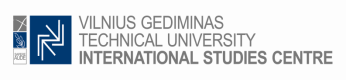 VILNIUS GEDIMINAS
TECHNICAL UNIVERSITY
INTERNATIONAL STUDIES CENTRE